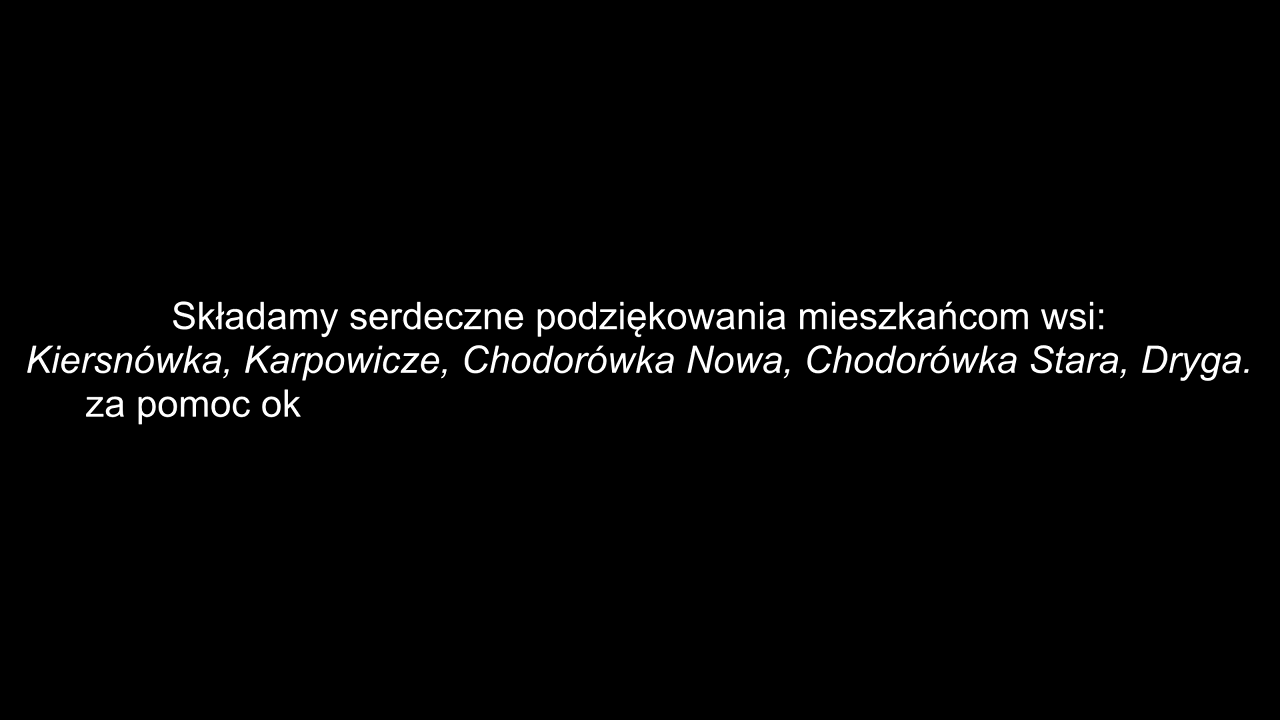 Składamy serdeczne podziękowania mieszkańcom wsi:
Kiersnówka, Karpowicze, Chodorówka Nowa, Chodorówka Stara, Dryga.
za pomoc ok